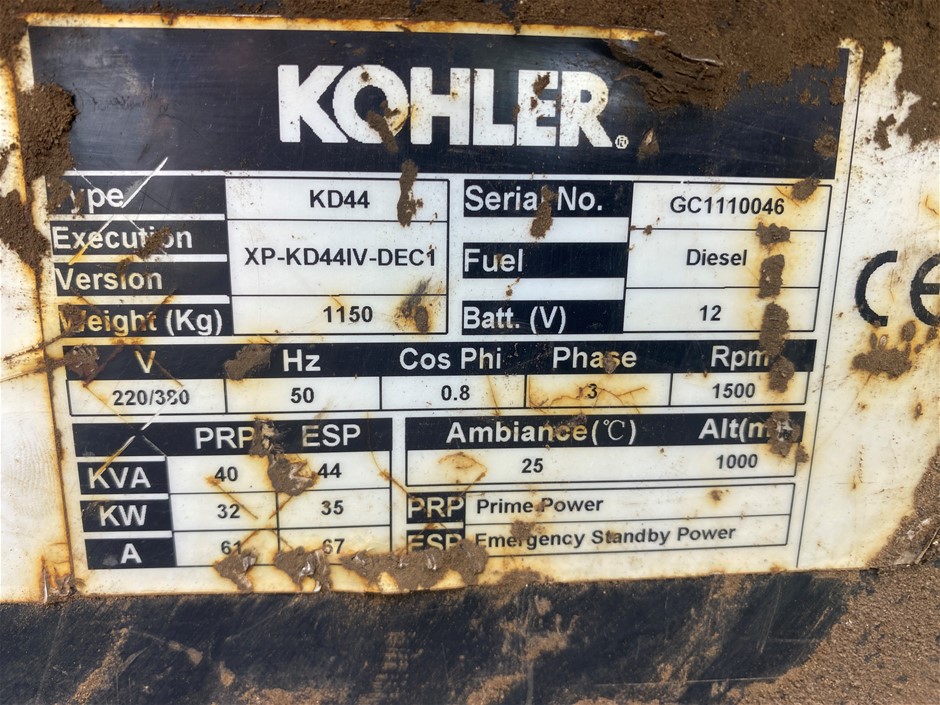 KOHLER®
Type KD44 Serial No. GC1110046
Execution Version XP-KD44IV-DEC1 Fuel Diesel
Weight (Kg) 1150 Batt. (V) 12
V Hz Cos Phi Phase Rpm
220/380 50 0.8 3 1500
PRP ESP Ambiance(℃) Alt(m)
KVA 40 44 25 1000
KW 32 35 PRP Prime Power
A 61 67 ESP Emergency Standby Power
CE